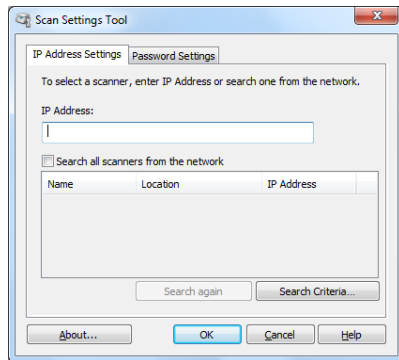 Scan Settings Tool
IP Address Settings Password Settings
To select a scanner, enter IP Address or search one from the network.
IP Address:
Search all scanners from the network
Name Location IP Address
Search again Search Criteria...
About... OK Cancel Help